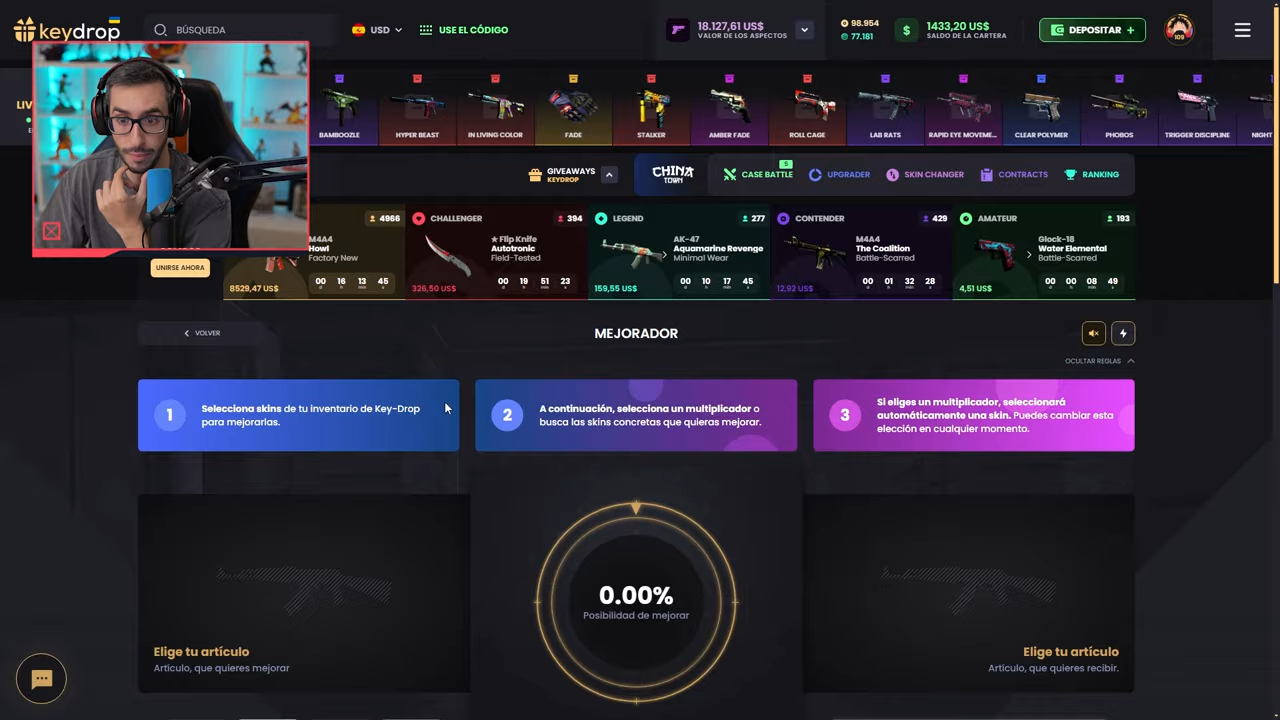 keydrop
BÚSQUEDA
USD
USE EL CÓDIGO
18.127,61 US$
VALOR DE LOS ASPECTOS
98.954
77.181
$
1433,20 US$
SALDO DE LA CARTERA
DEPOSITAR +
109
BAMBOOZLE
HYPER BEAST
IN LIVING COLOR
FADE
STALKER
AMBER FADE
ROLL CAGE
LAB RATS
RAPID EYE MOVEME...
CLEAR POLYMER
PHOBOS
TRIGGER DISCIPLINE
NIGHT
GIVEAWAYS
KEYDROP
CHINA
TOWN
CASE BATTLE
5
UPGRADER
SKIN CHANGER
CONTRACTS
RANKING
UNIRSE AHORA
4966
M4A4
Howl
Factory New
8529,47 US$
00 16 13 45
d h min s
CHALLENGER
394
★ Flip Knife
Autotronic
Field-Tested
326,50 US$
00 19 51 23
d h min s
LEGEND
277
AK-47
Aquamarine Revenge
Minimal Wear
159,55 US$
00 10 17 45
d h min s
CONTENDER
429
M4A4
The Coalition
Battle-Scarred
12,92 US$
00 01 32 28
d h min s
AMATEUR
193
Glock-18
Water Elemental
Battle-Scarred
4,51 US$
00 00 08 49
d h min s
VOLVER
MEJORADOR
OCULTAR REGLAS
1
Selecciona skins de tu inventario de Key-Drop
para mejorarlas.
2
A continuación, selecciona un multiplicador o
busca las skins concretas que quieras mejorar.
3
Si eliges un multiplicador, seleccionará
automáticamente una skin. Puedes cambiar esta
elección en cualquier momento.
Elige tu artículo
Artículo, que quieres mejorar
0.00%
Posibilidad de mejorar
Elige tu artículo
Artículo, que quieres recibir.